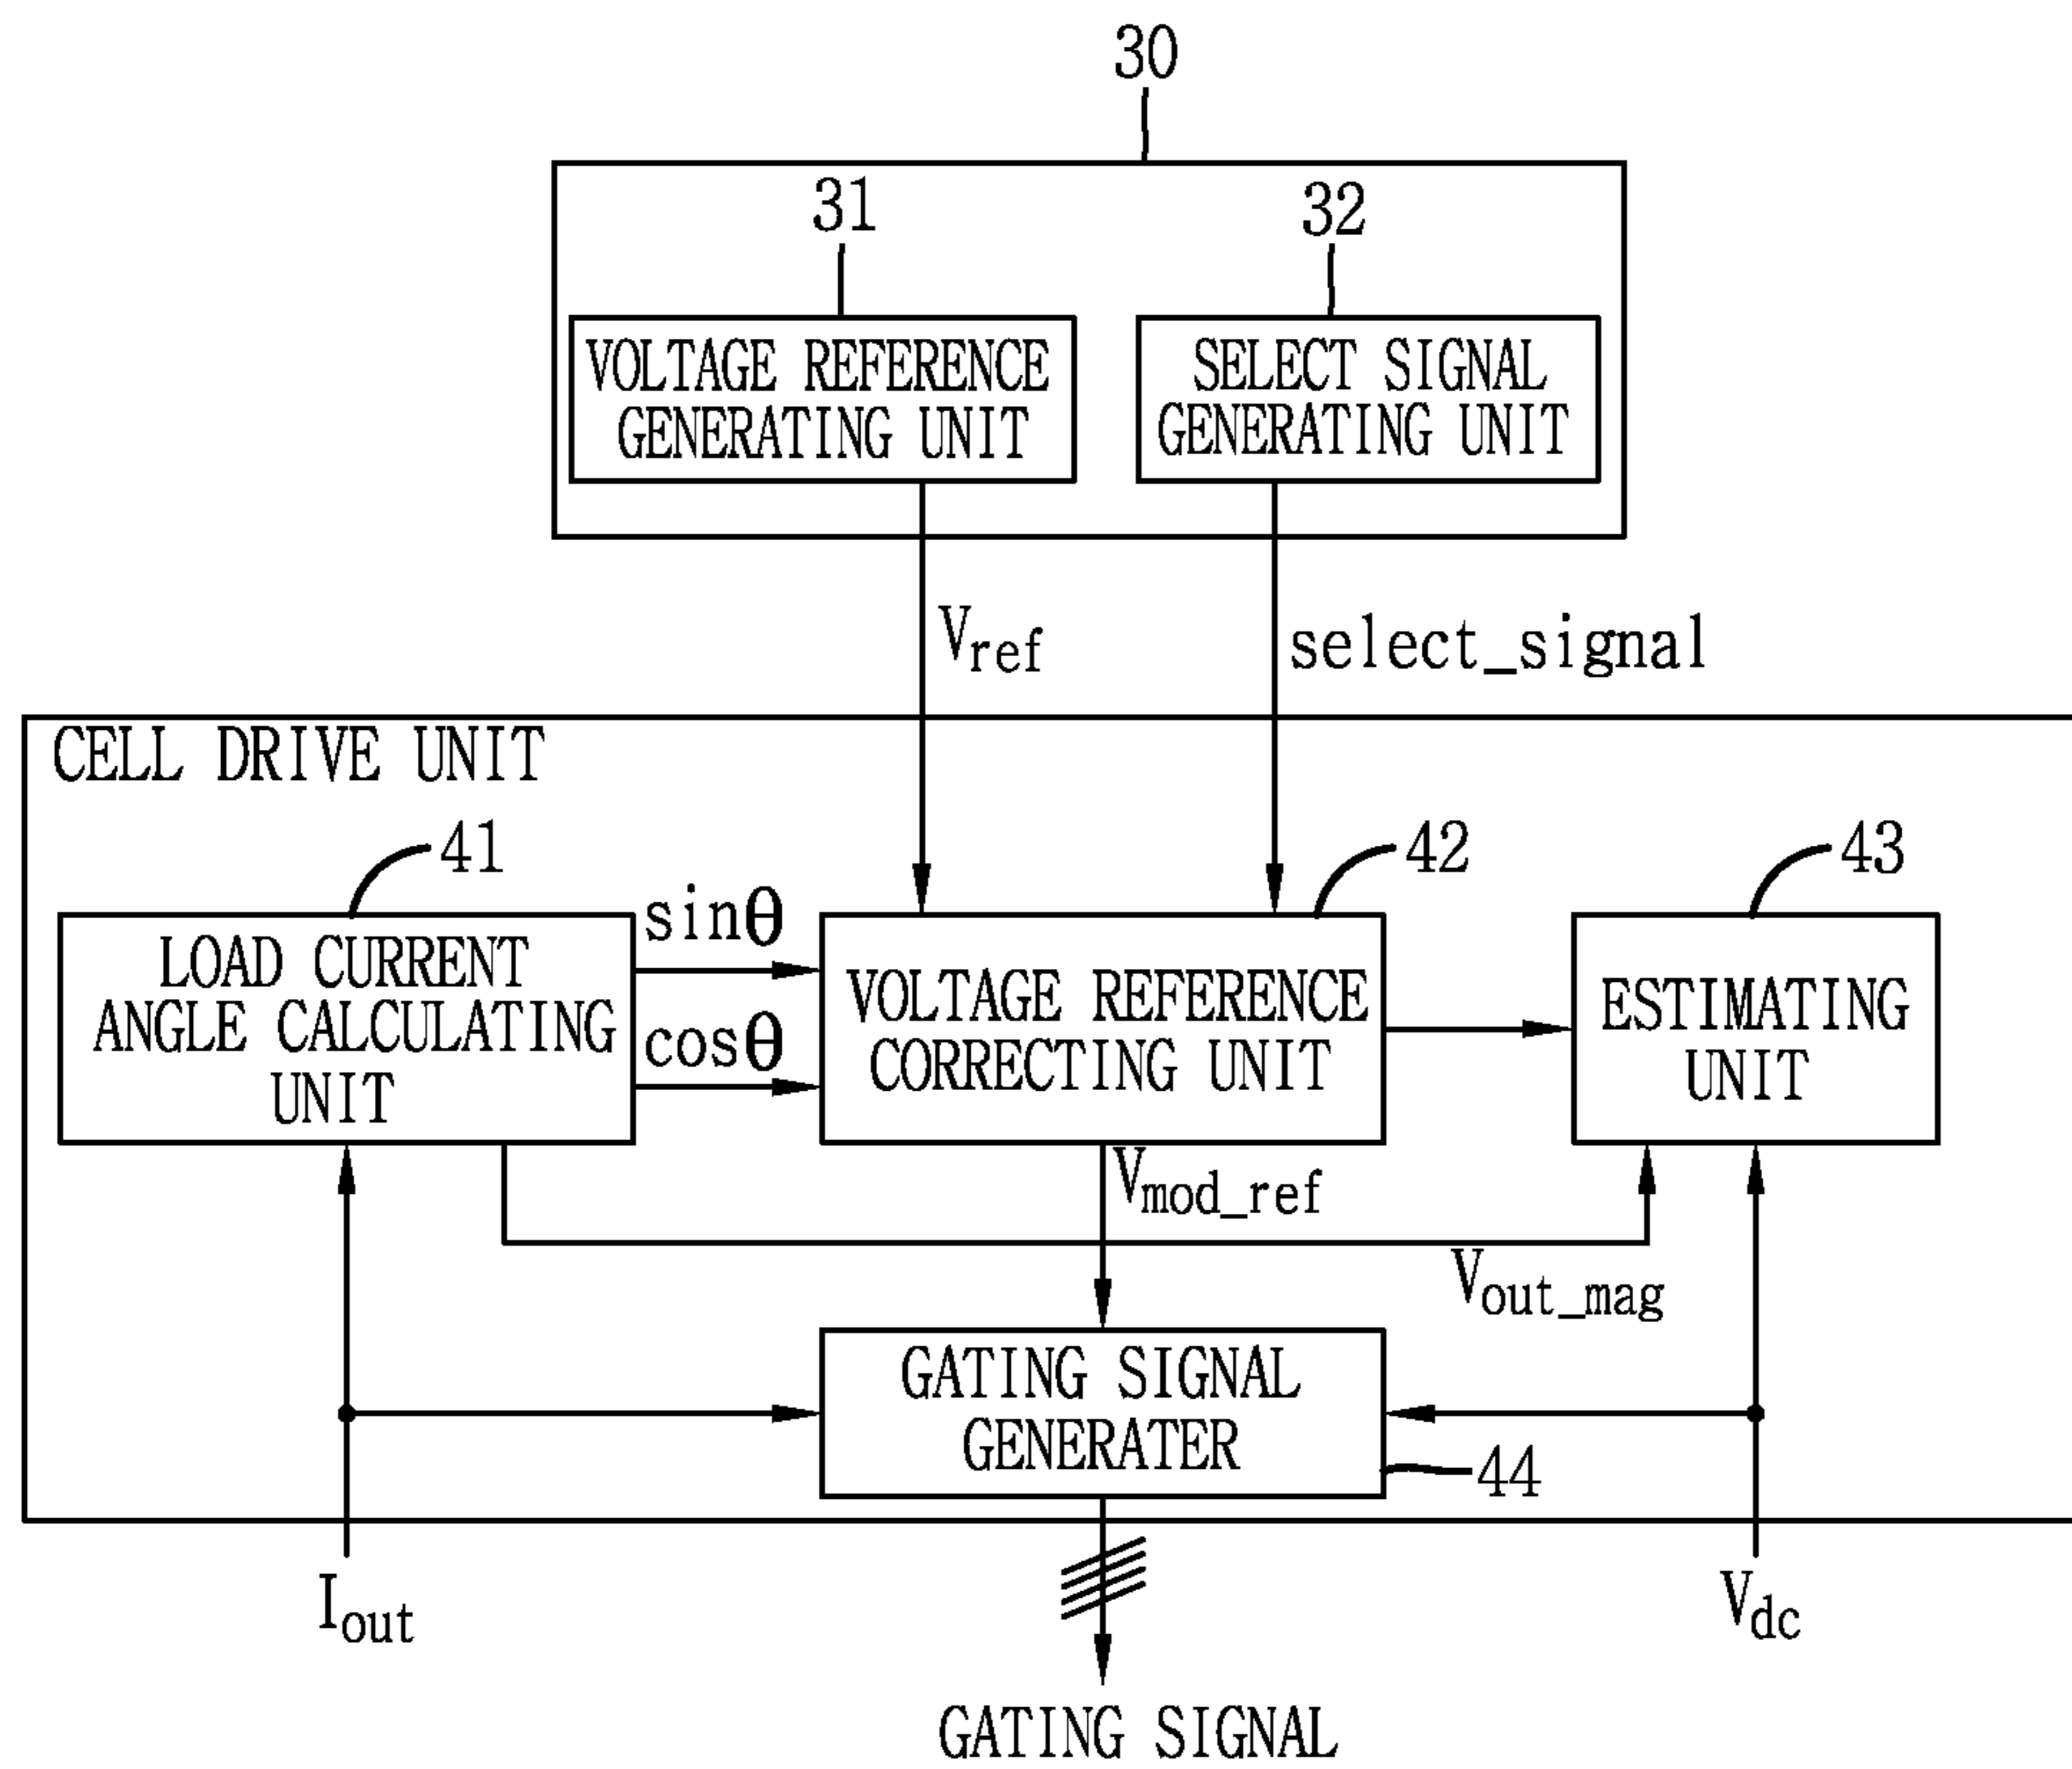 30
31
32
VOLTAGE REFERENCE
GENERATING UNIT
SELECT SIGNAL
GENERATING UNIT
Vref
select_signal
CELL DRIVE UNIT
41
42
43
LOAD CURRENT
ANGLE CALCULATING
UNIT
sinθ
cosθ
VOLTAGE REFERENCE
CORRECTING UNIT
ESTIMATING
UNIT
Vmod_ref
Vout_mag
GATING SIGNAL
GENERATER
44
Iout
Vdc
GATING SIGNAL